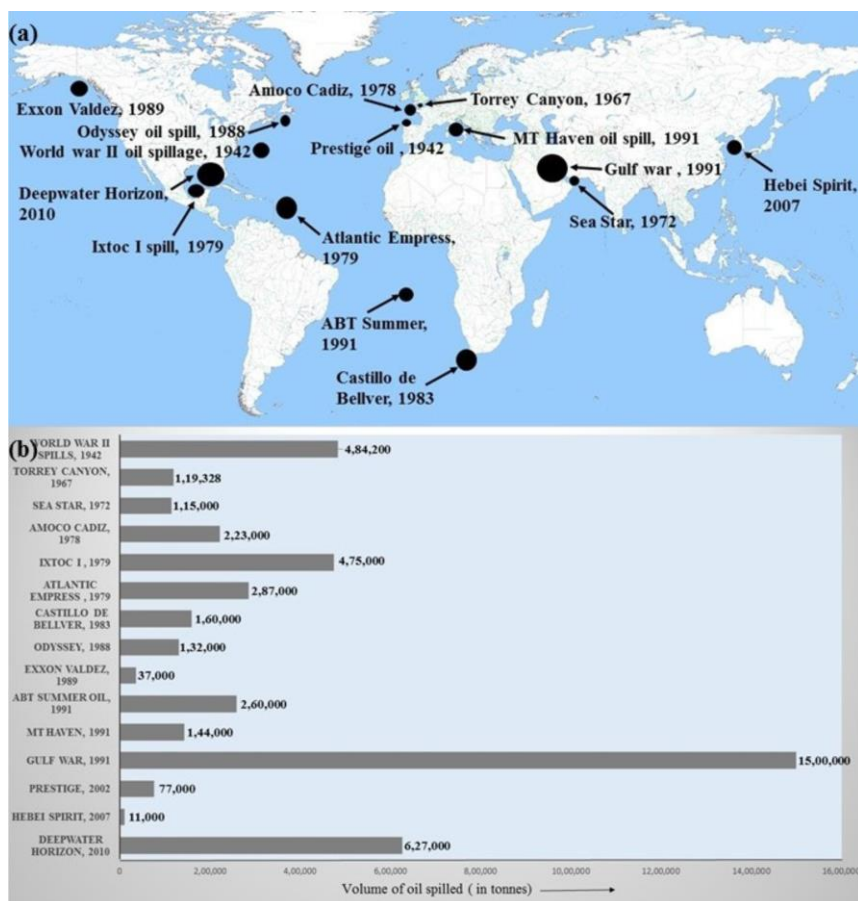 (a)
Exxon Valdez, 1989
Odyssey oil spill, 1988
World war II oil spillage, 1942
Deepwater Horizon,
2010
Ixtoc I spill, 1979
Amoco Cadiz, 1978
Torrey Canyon, 1967
Prestige oil , 1942
MT Haven oil spill, 1991
Gulf war , 1991
Sea Star, 1972
Hebei Spirit,
2007
Atlantic Empress,
1979
ABT Summer,
1991
Castillo de
Bellver, 1983
(b)
WORLD WAR II
SPILLS, 1942
4,84,200
TORREY CANYON,
1967
1,19,328
SEA STAR, 1972
1,15,000
AMOCO CADIZ,
1978
2,23,000
IXTOC I, 1979
4,75,000
ATLANTIC
EMPRESS , 1979
2,87,000
CASTILLO DE
BELLVER, 1983
1,60,000
ODYSSEY, 1988
1,32,000
EXXON VALDEZ,
1989
37,000
ABT SUMMER OIL,
1991
2,60,000
MT HAVEN, 1991
1,44,000
GULF WAR, 1991
15,00,000
PRESTIGE, 2002
77,000
HEBEI SPIRIT, 2007
11,000
DEEPWATER
HORIZON, 2010
6,27,000
0 2,00,000 4,00,000 6,00,000 8,00,000 10,00,000 12,00,000 14,00,000 16,00,000
Volume of oil spilled ( in tonnes)